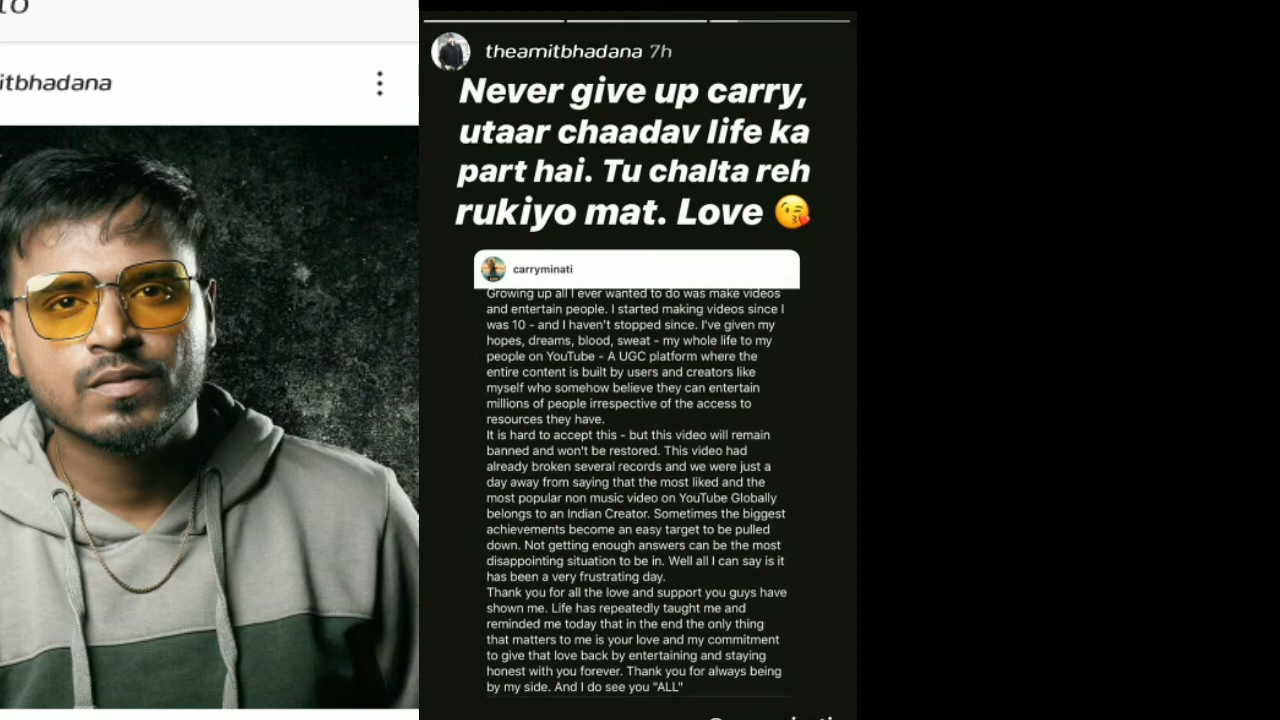 itbhadana
theamitbhadana 7h
Never give up carry,
utaar chaadav life ka
part hai. Tu chalta reh
rukiyo mat. Love 😘
carryminati
Growing up all I ever wanted to do was make videos
and entertain people. I started making videos since I
was 10 - and I haven't stopped since. I've given my
hopes, dreams, blood, sweat - my whole life to my
people on YouTube - A UGC platform where the
entire content is built by users and creators like
myself who somehow believe they can entertain
millions of people irrespective of the access to
resources they have.
It is hard to accept this - but this video will remain
banned and won't be restored. This video had
already broken several records and we were just a
day away from saying that the most liked and the
most popular non music video on YouTube Globally
belongs to an Indian Creator. Sometimes the biggest
achievements become an easy target to be pulled
down. Not getting enough answers can be the most
disappointing situation to be in. Well all I can say is it
has been a very frustrating day.
Thank you for all the love and support you guys have
shown me. Life has repeatedly taught me and
reminded me today that in the end the only thing
that matters to me is your love and my commitment
to give that love back by entertaining and staying
honest with you forever. Thank you for always being
by my side. And I do see you "ALL"